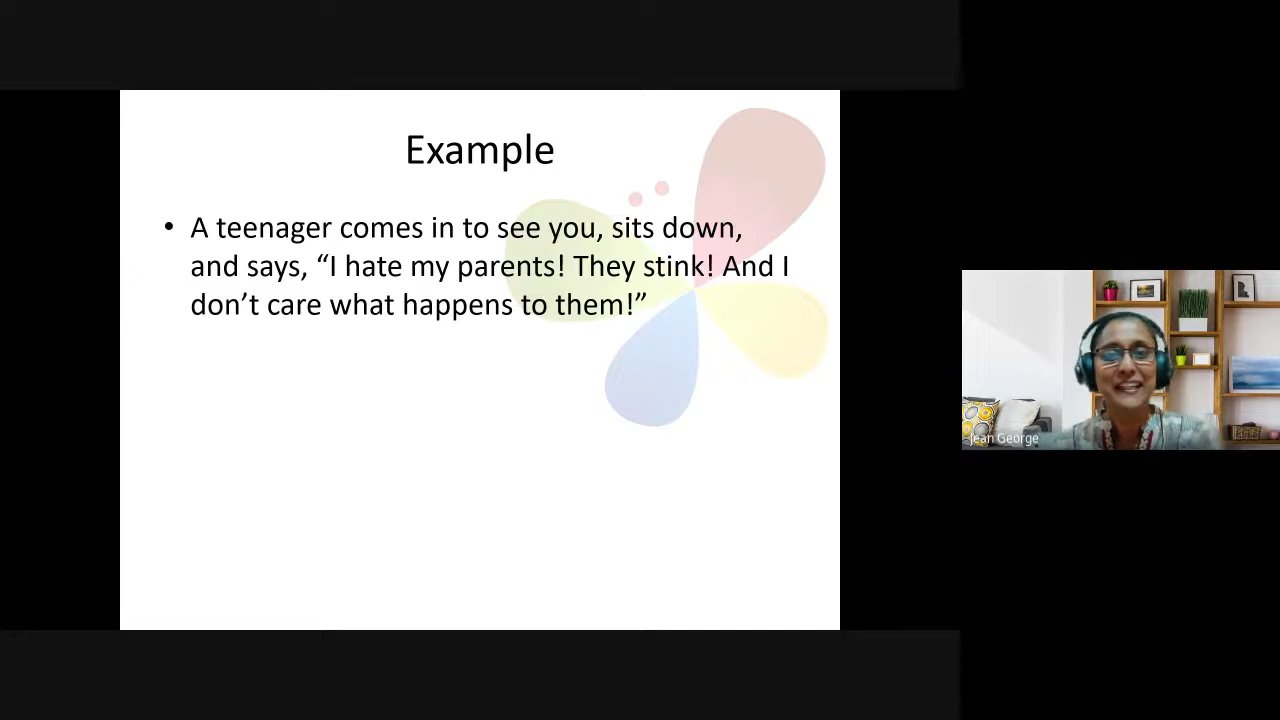 Example
• A teenager comes in to see you, sits down,
and says, “I hate my parents! They stink! And I
don’t care what happens to them!”
Jean George